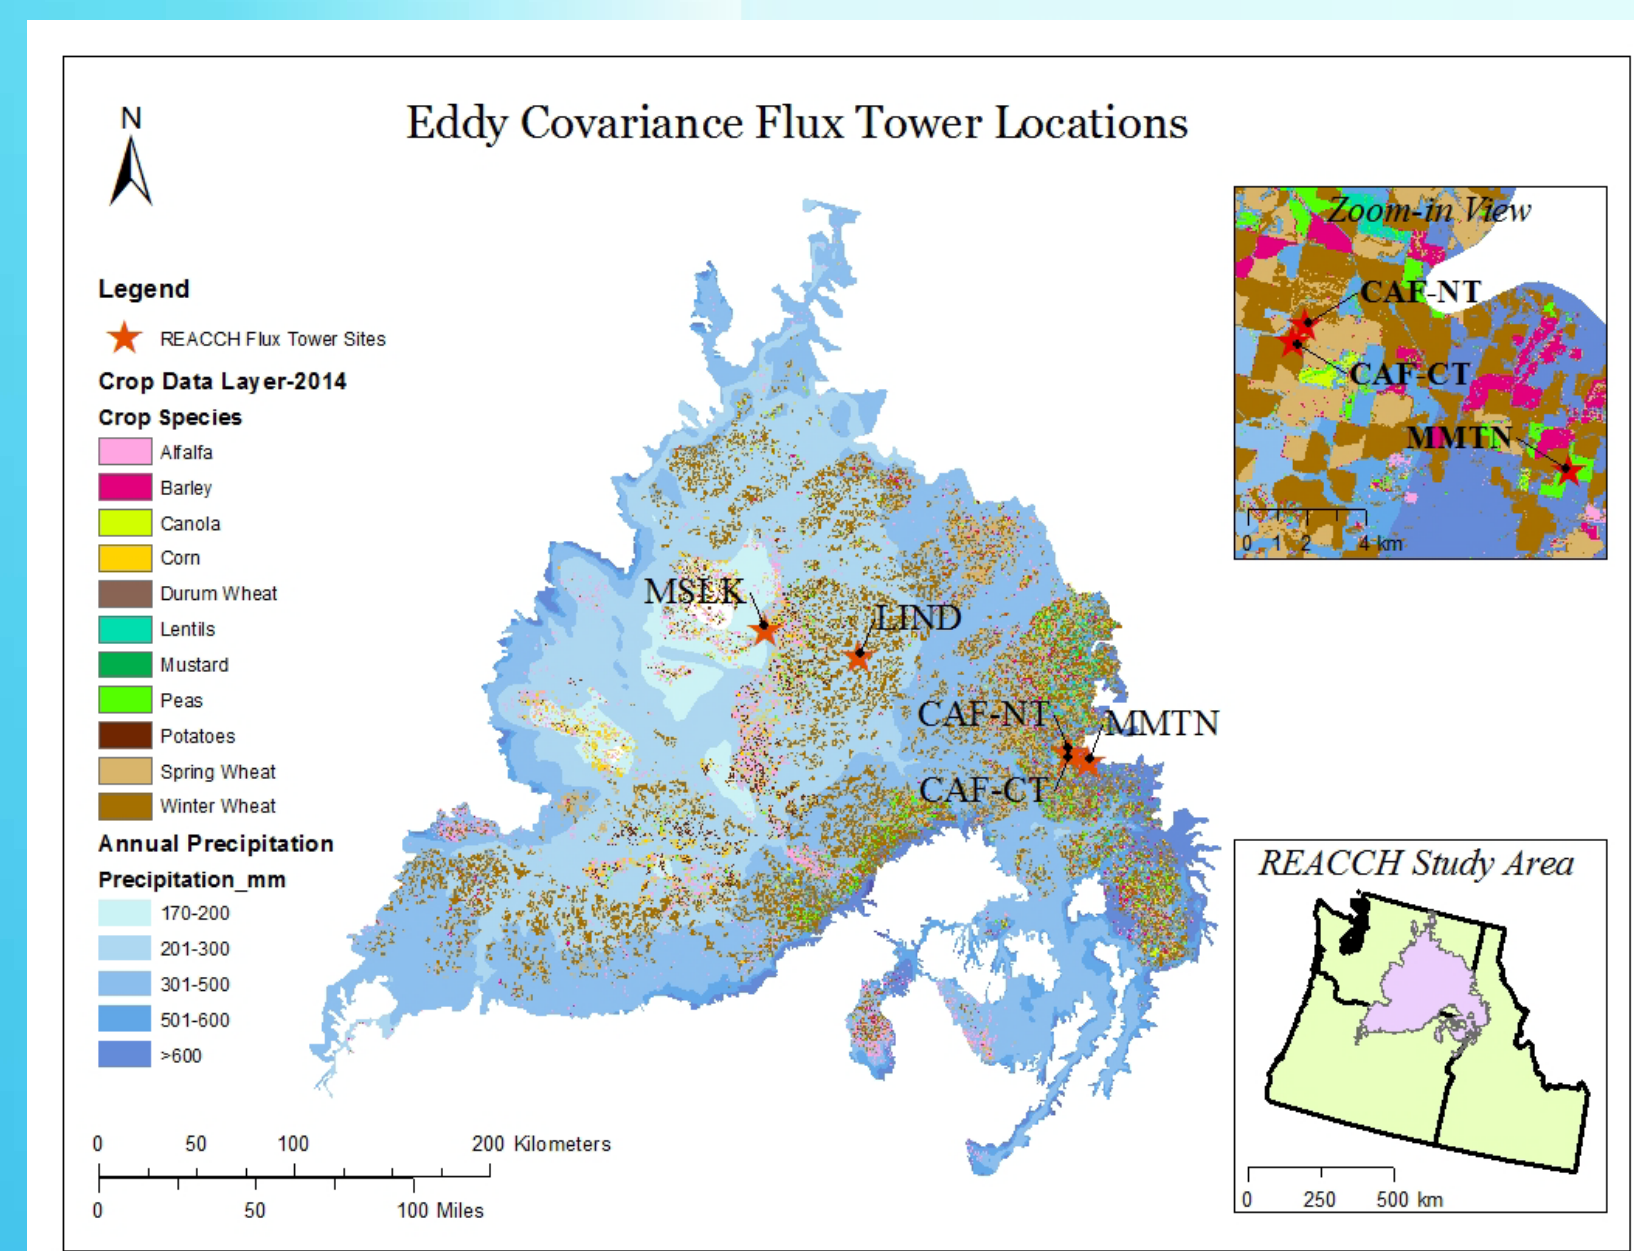 Eddy Covariance Flux Tower Locations
N
Legend
REACCH Flux Tower Sites
Crop Data Layer-2014
Crop Species
Alfalfa
Barley
Canola
Corn
Durum Wheat
Lentils
Mustard
Peas
Potatoes
Spring Wheat
Winter Wheat
Annual Precipitation
Precipitation_mm
170-200
201-300
301-500
501-600
>600
0 50 100 200 Kilometers
0 50 100 Miles
MSLK
LIND
CAF-NT
MMTN
CAF-CT
Zoom-in View
CAF-NT
CAF-CT
MMTN
0 1 2 4 km
REACCH Study Area
0 250 500 km